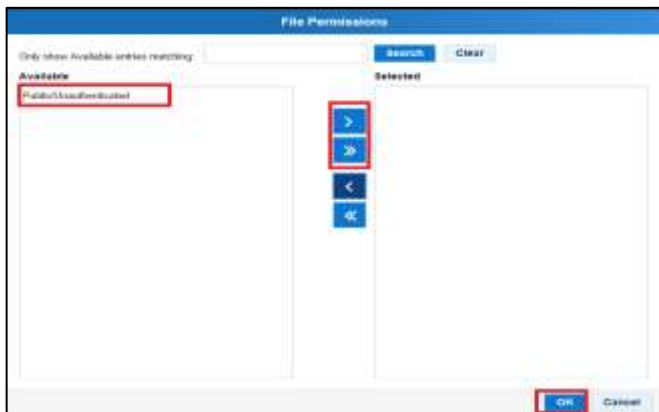 File Permissions
Only show Available entries matching:
Search
Clear
Available
Selected
Public/Unauthenticated
>
»
<
«
OK
Cancel